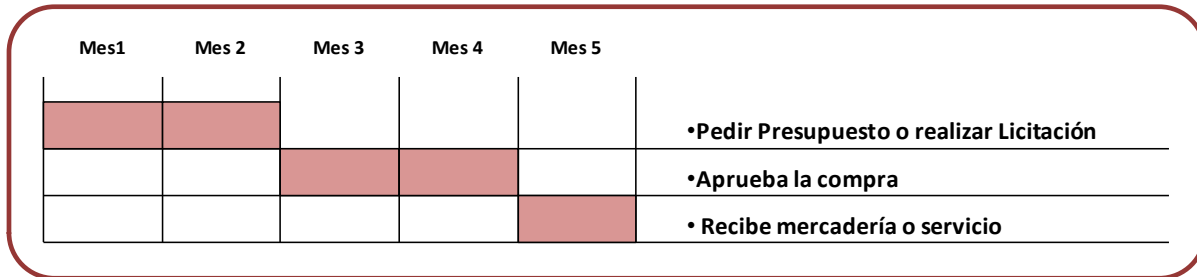 Mes1 Mes 2 Mes 3 Mes 4 Mes 5
•Pedir Presupuesto o realizar Licitación
•Aprueba la compra
• Recibe mercadería o servicio